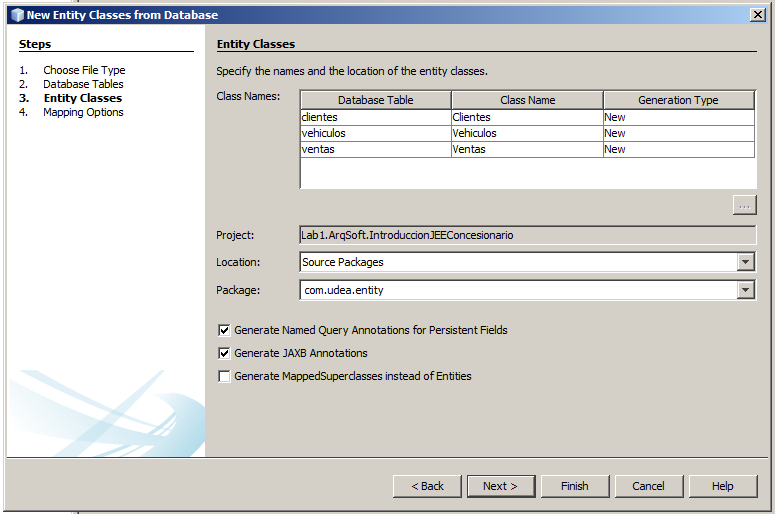 New Entity Classes from Database
Steps
1. Choose File Type
2. Database Tables
3. Entity Classes
4. Mapping Options
Entity Classes
Specify the names and the location of the entity classes.
Class Names:
Database Table Class Name Generation Type
clientes Clientes New
vehiculos Vehiculos New
ventas Ventas New
...
Project: Lab1.ArqSoft.IntroduccionJEEConcesionario
Location: Source Packages
Package: com.udea.entity
Generate Named Query Annotations for Persistent Fields
Generate JAXB Annotations
Generate MappedSuperclasses instead of Entities
< Back Next > Finish Cancel Help